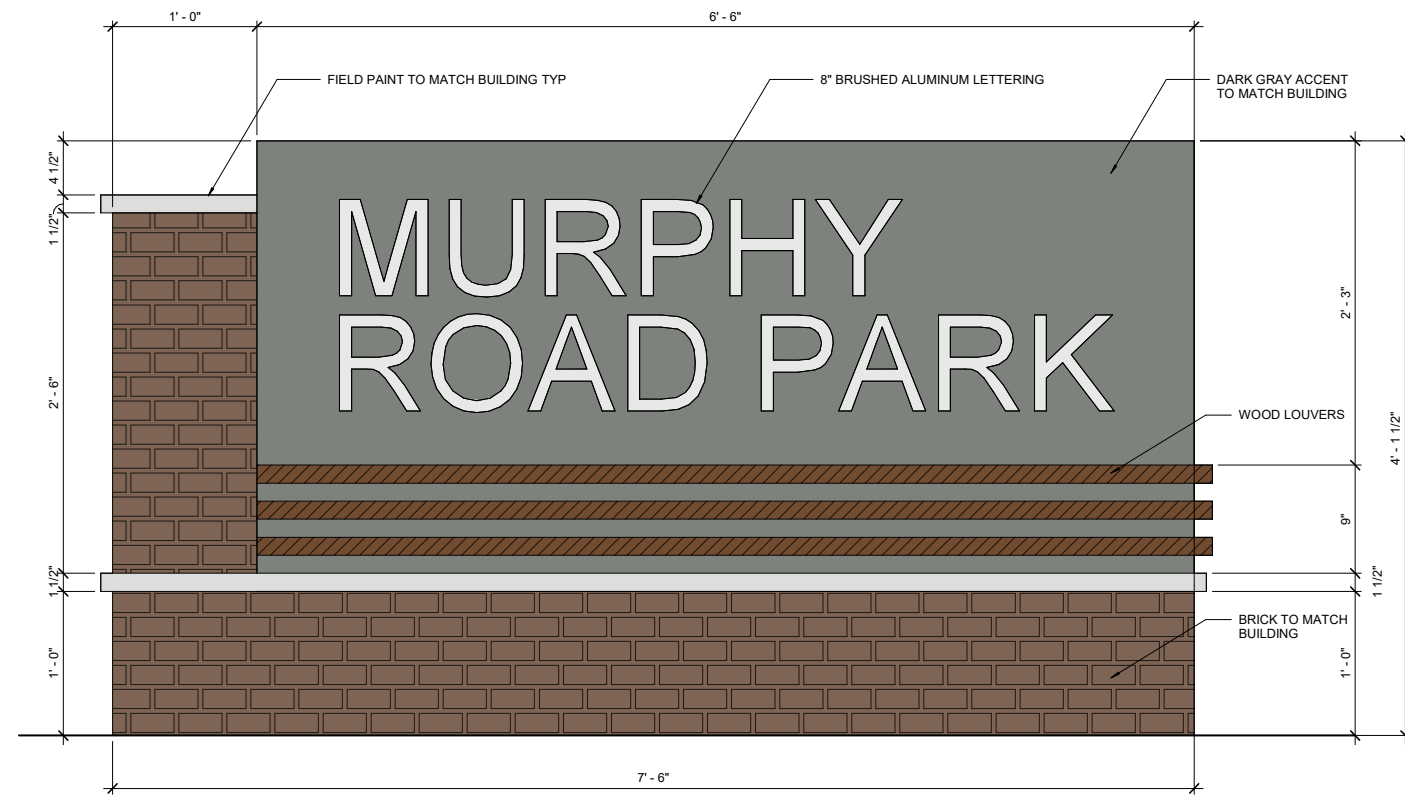 1' - 0"
6' - 6"
FIELD PAINT TO MATCH BUILDING TYP
8" BRUSHED ALUMINUM LETTERING
DARK GRAY ACCENT
TO MATCH BUILDING
4 1/2"
1 1/2"
2' - 6"
1 1/2"
1' - 0"
MURPHY
ROAD PARK
2' - 3"
4' - 1 1/2"
WOOD LOUVERS
9"
1 1/2"
BRICK TO MATCH
BUILDING
1' - 0"
7' - 6"